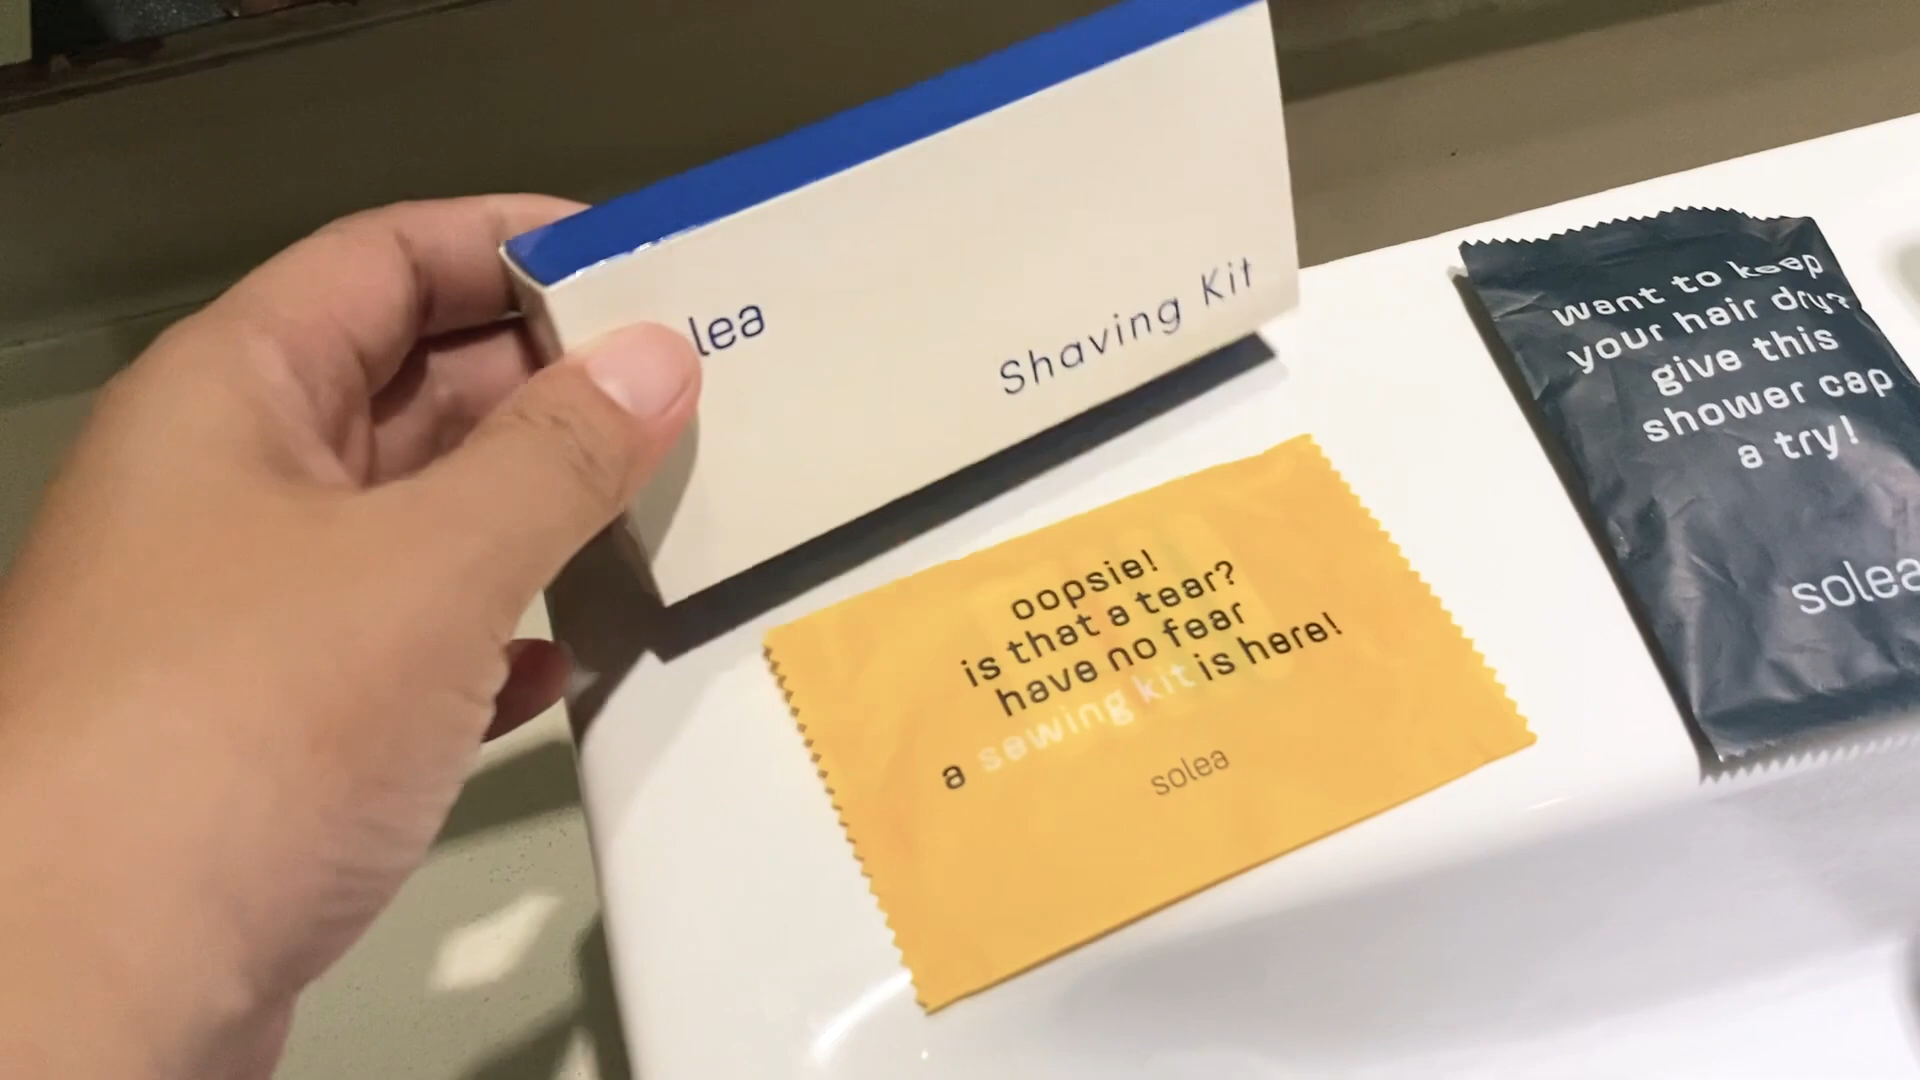 lea
Shaving Kit
oopsie!
is that a tear?
have no fear
a sewing kit is here!
solea
want to keep
your hair dry?
give this
shower cap
a try!
solea